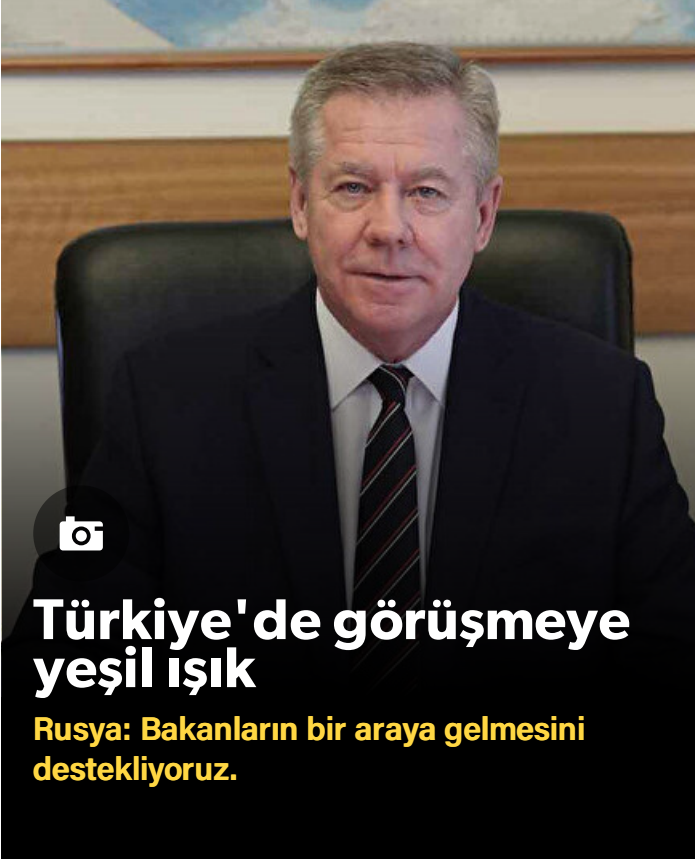 Türkiye'de görüşmeye
yeşil ışık
Rusya: Bakanların bir araya gelmesini
destekliyoruz.